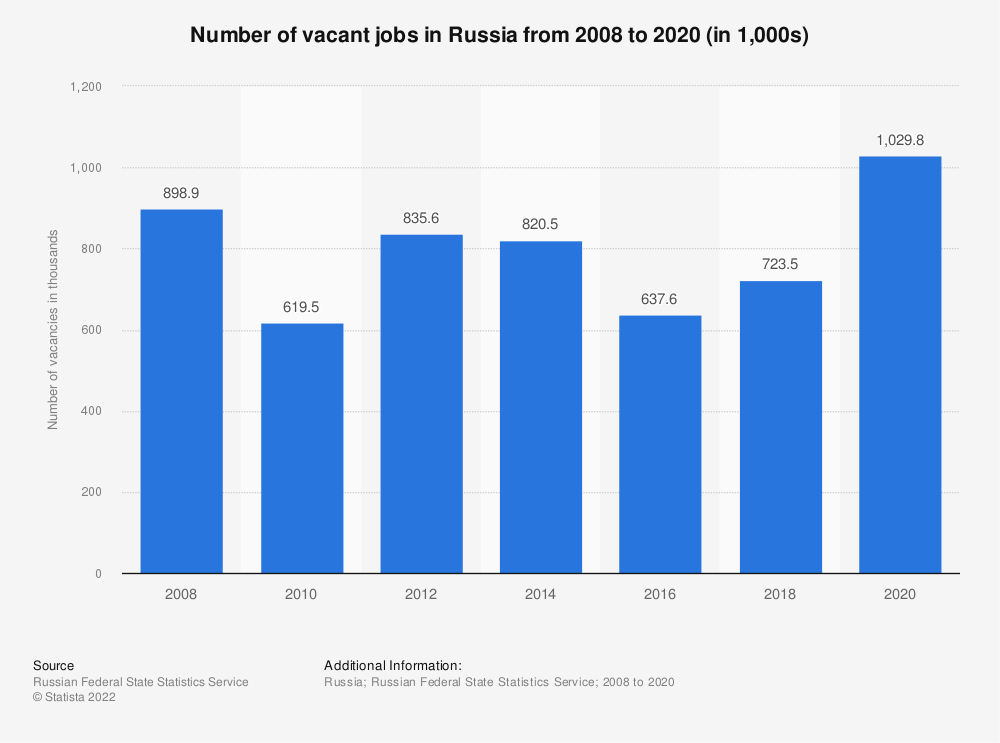 Number of vacant jobs in Russia from 2008 to 2020 (in 1,000s)
Number of vacancies in thousands
1,200
1,000
800
600
400
200
0
898.9
619.5
835.6
820.5
637.6
723.5
1,029.8
2008 2010 2012 2014 2016 2018 2020
Source
Russian Federal State Statistics Service
© Statista 2022
Additional Information:
Russia; Russian Federal State Statistics Service; 2008 to 2020